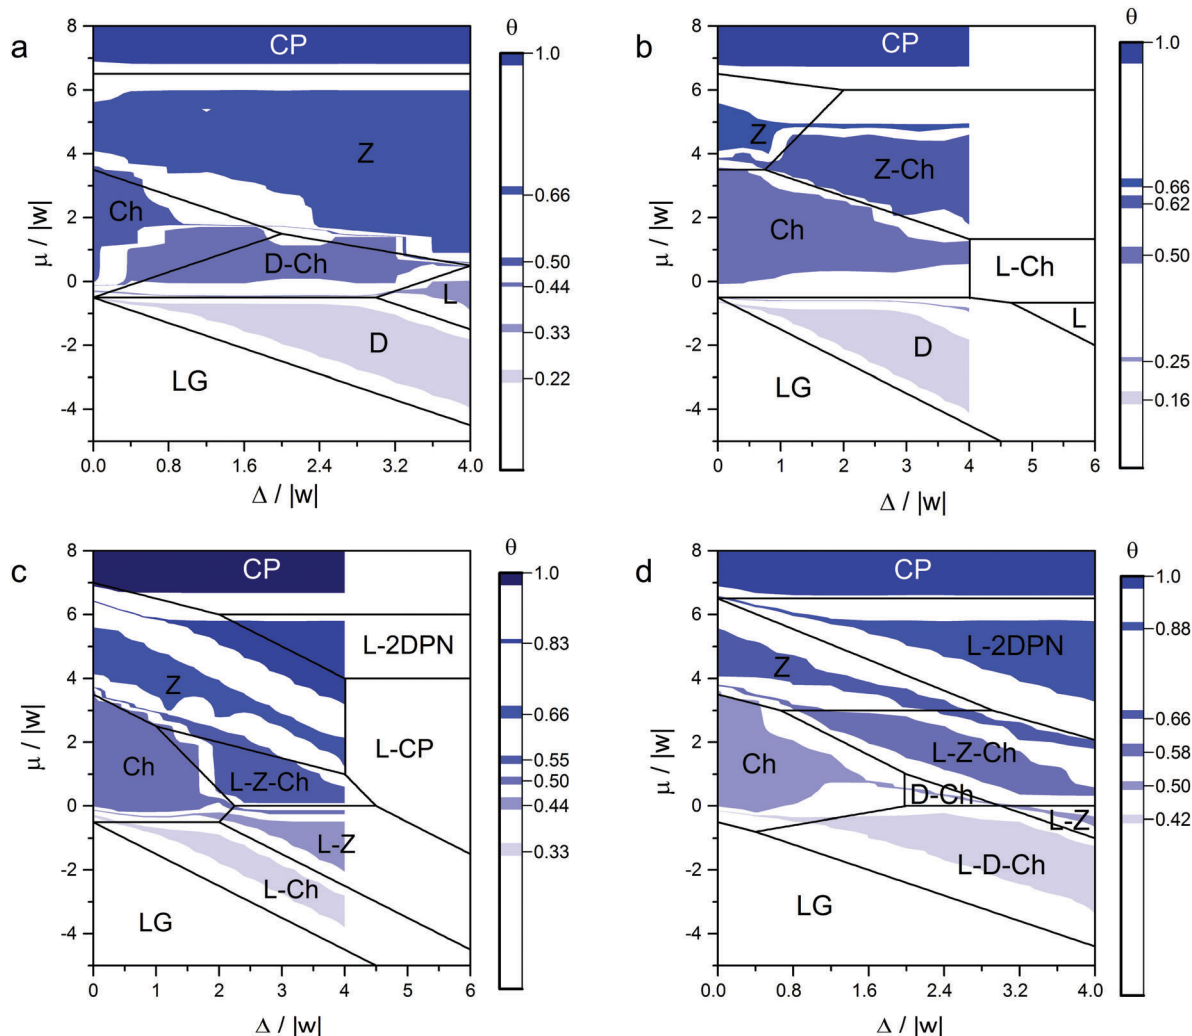 a
θ
8
6
4
2
0
-2
-4
μ / |w|
CP
Z
Ch
D-Ch
L
D
LG
0.0 0.8 1.6 2.4 3.2 4.0
Δ / |w|
1.0
0.66
0.50
0.44
0.33
0.22
b
θ
8
6
4
2
0
-2
-4
μ / |w|
CP
Z
Z-Ch
Ch
L-Ch
L
D
LG
0 1 2 3 4 5 6
Δ / |w|
1.0
0.66
0.62
0.50
0.25
0.16
c
θ
8
6
4
2
0
-2
-4
μ / |w|
CP
L-2DPN
Z
L-CP
Ch
L-Z-Ch
L-Z
L-Ch
LG
0 1 2 3 4 5 6
Δ / |w|
1.0
0.83
0.66
0.55
0.50
0.44
0.33
d
θ
8
6
4
2
0
-2
-4
μ / |w|
CP
L-2DPN
Z
L-Z-Ch
Ch
D-Ch
L-Z
L-D-Ch
LG
0.0 0.8 1.6 2.4 3.2 4.0
Δ / |w|
1.0
0.88
0.66
0.58
0.50
0.42